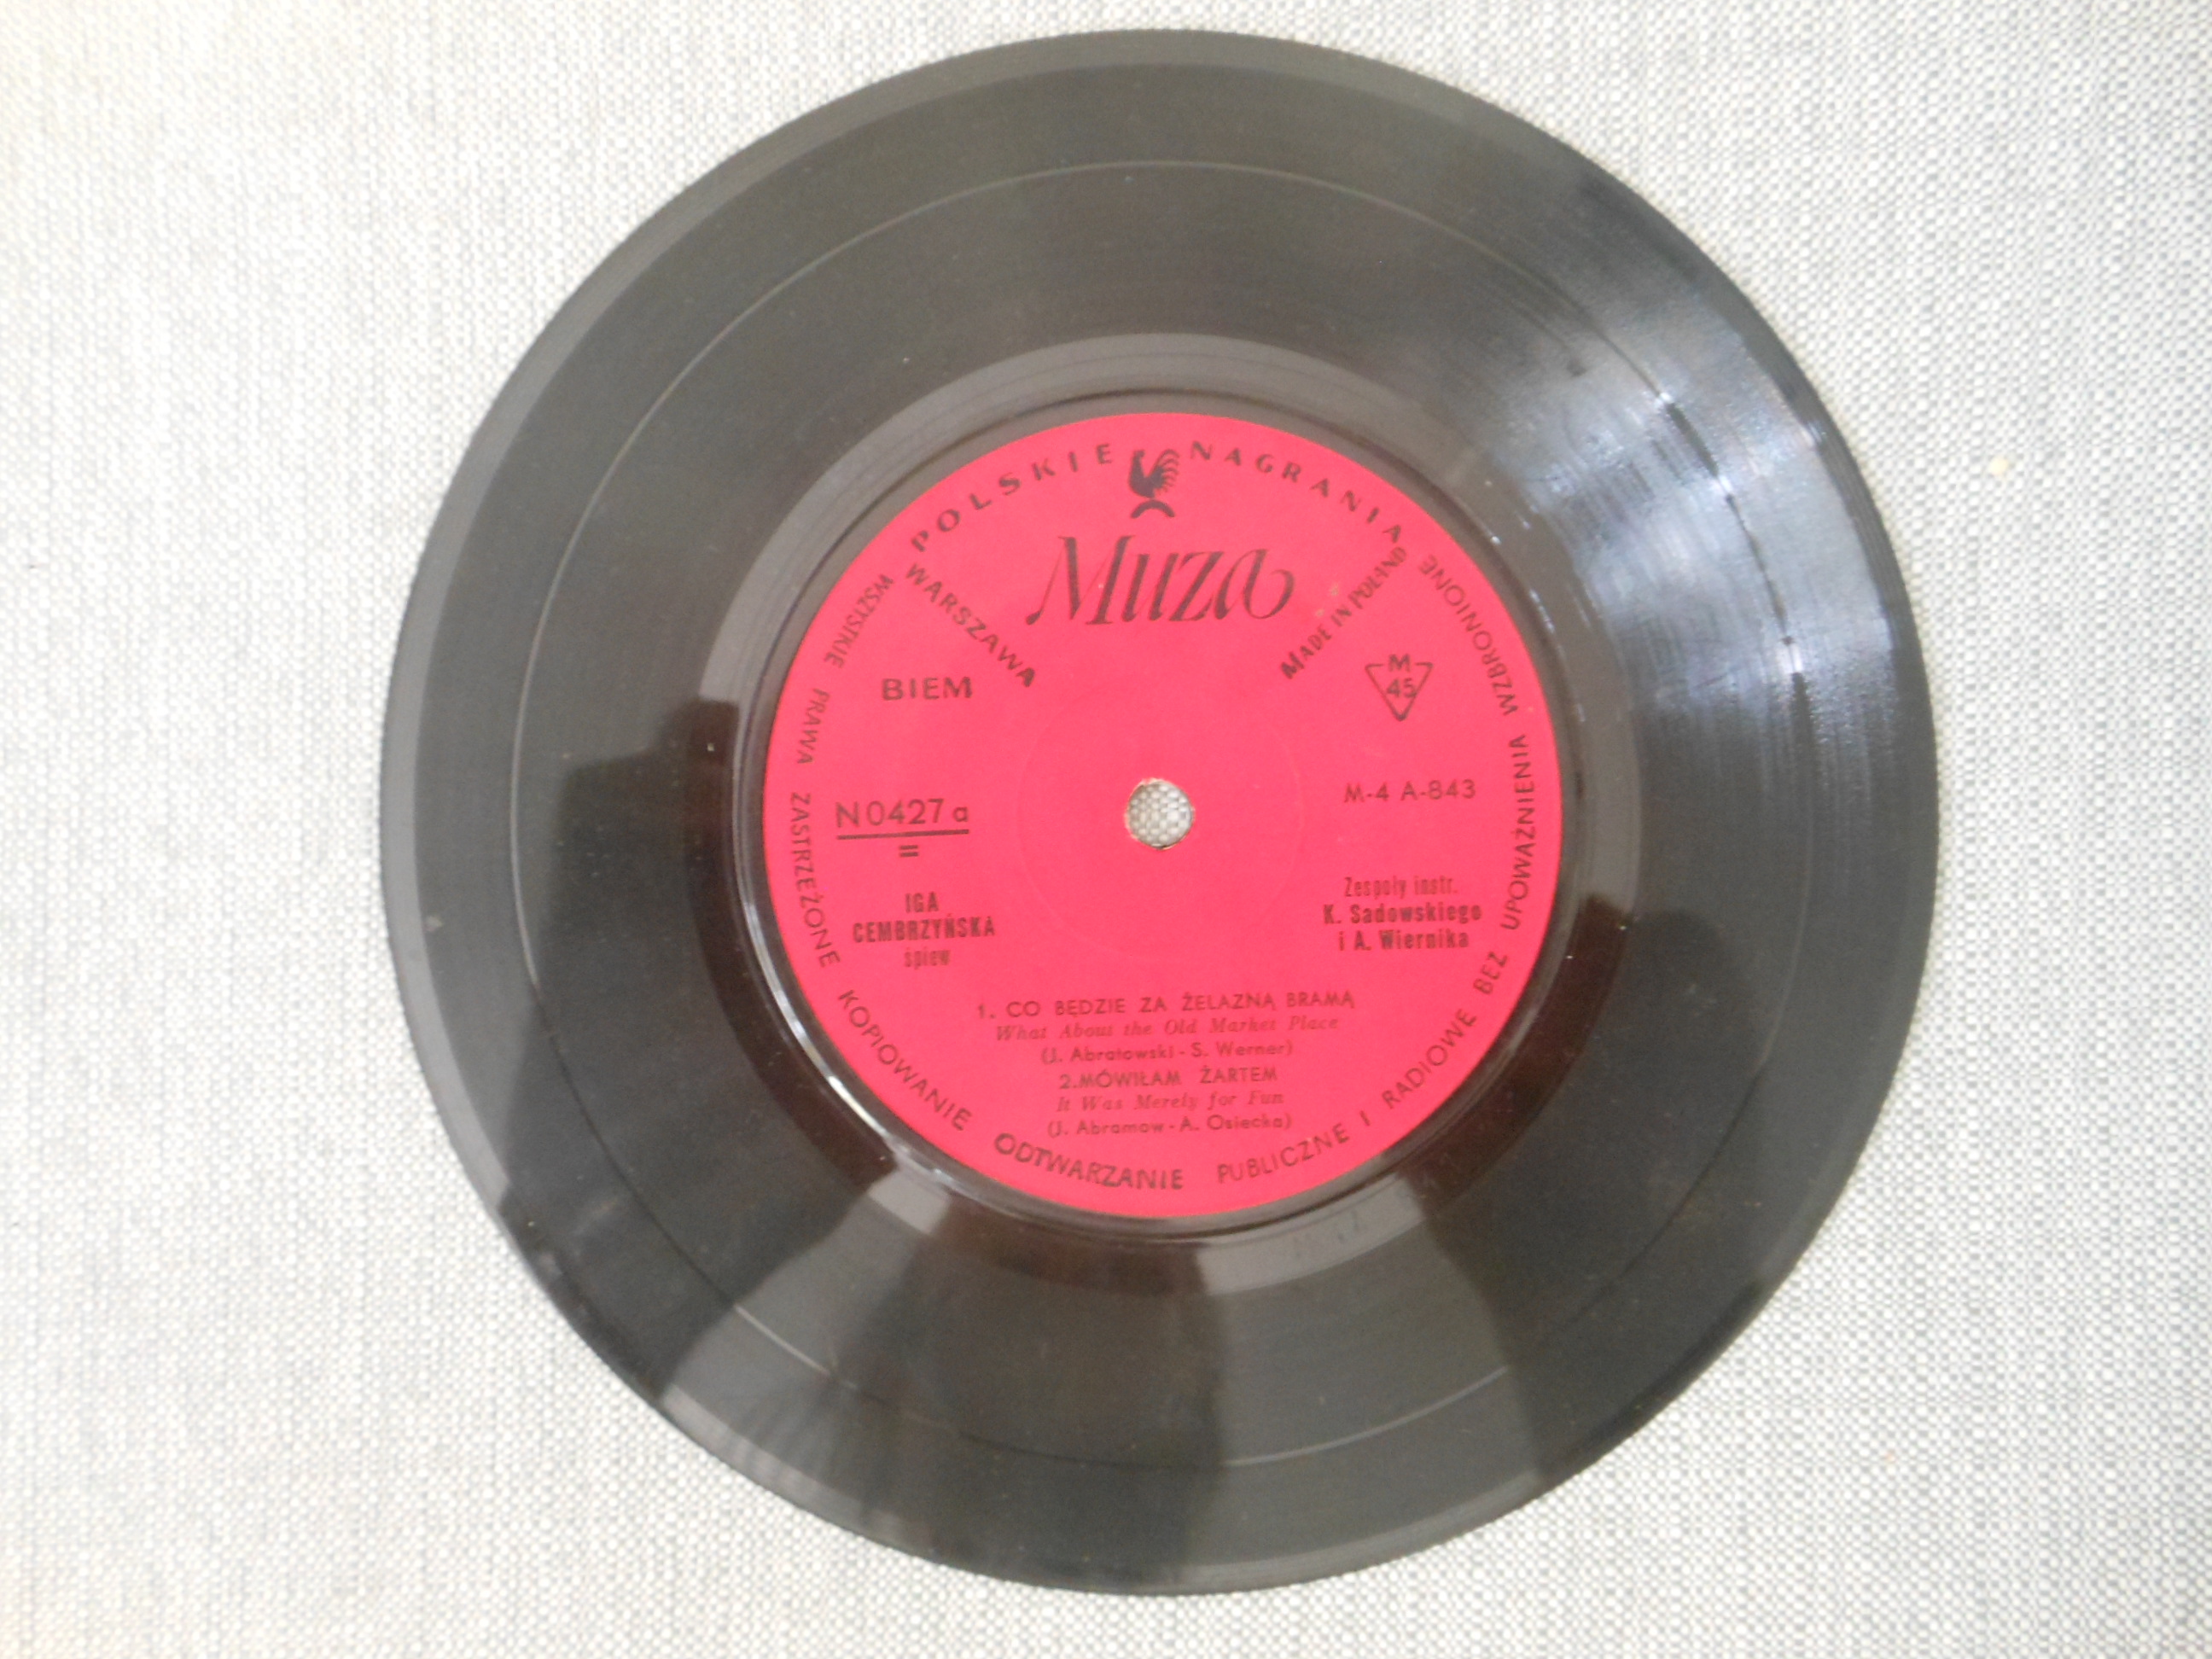 POLSKIE NAGRANIA
WARSZAWA
Muza
MADE IN POLAND
BIEM
M
45
N0427 a
=
M-4 A-843
IGA
CEMBRZYŃSKA
śpiew
Zespoły instr.
K. Sadowskiego
i A. Wiernika
1. CO BĘDZIE ZA ŻELAZNĄ BRAMĄ
What About the Old Market Place
(J. Abratowski - S. Werner)
2.MÓWIŁAM ŻARTEM
It Was Merely for Fun
(J. Abramow - A. Osiecka)
WSZYSTKIE PRAWA ZASTRZEŻONE KOPIOWANIE ODTWARZANIE PUBLICZNE I RADIOWE BEZ UPOWAŻNIENIA WZBRONIONE